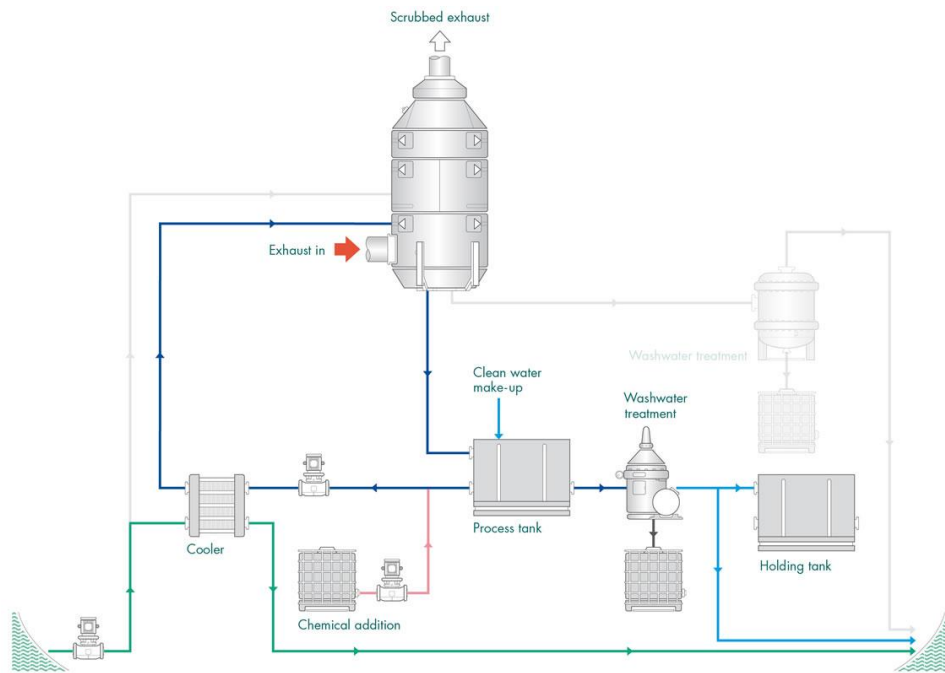 Scrubbed exhaust
Exhaust in
Washwater treatment
Clean water
make-up
Washwater
treatment
Process tank
Cooler
Holding tank
Chemical addition